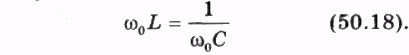 ω₀L = 1/(ω₀C) (50.18).